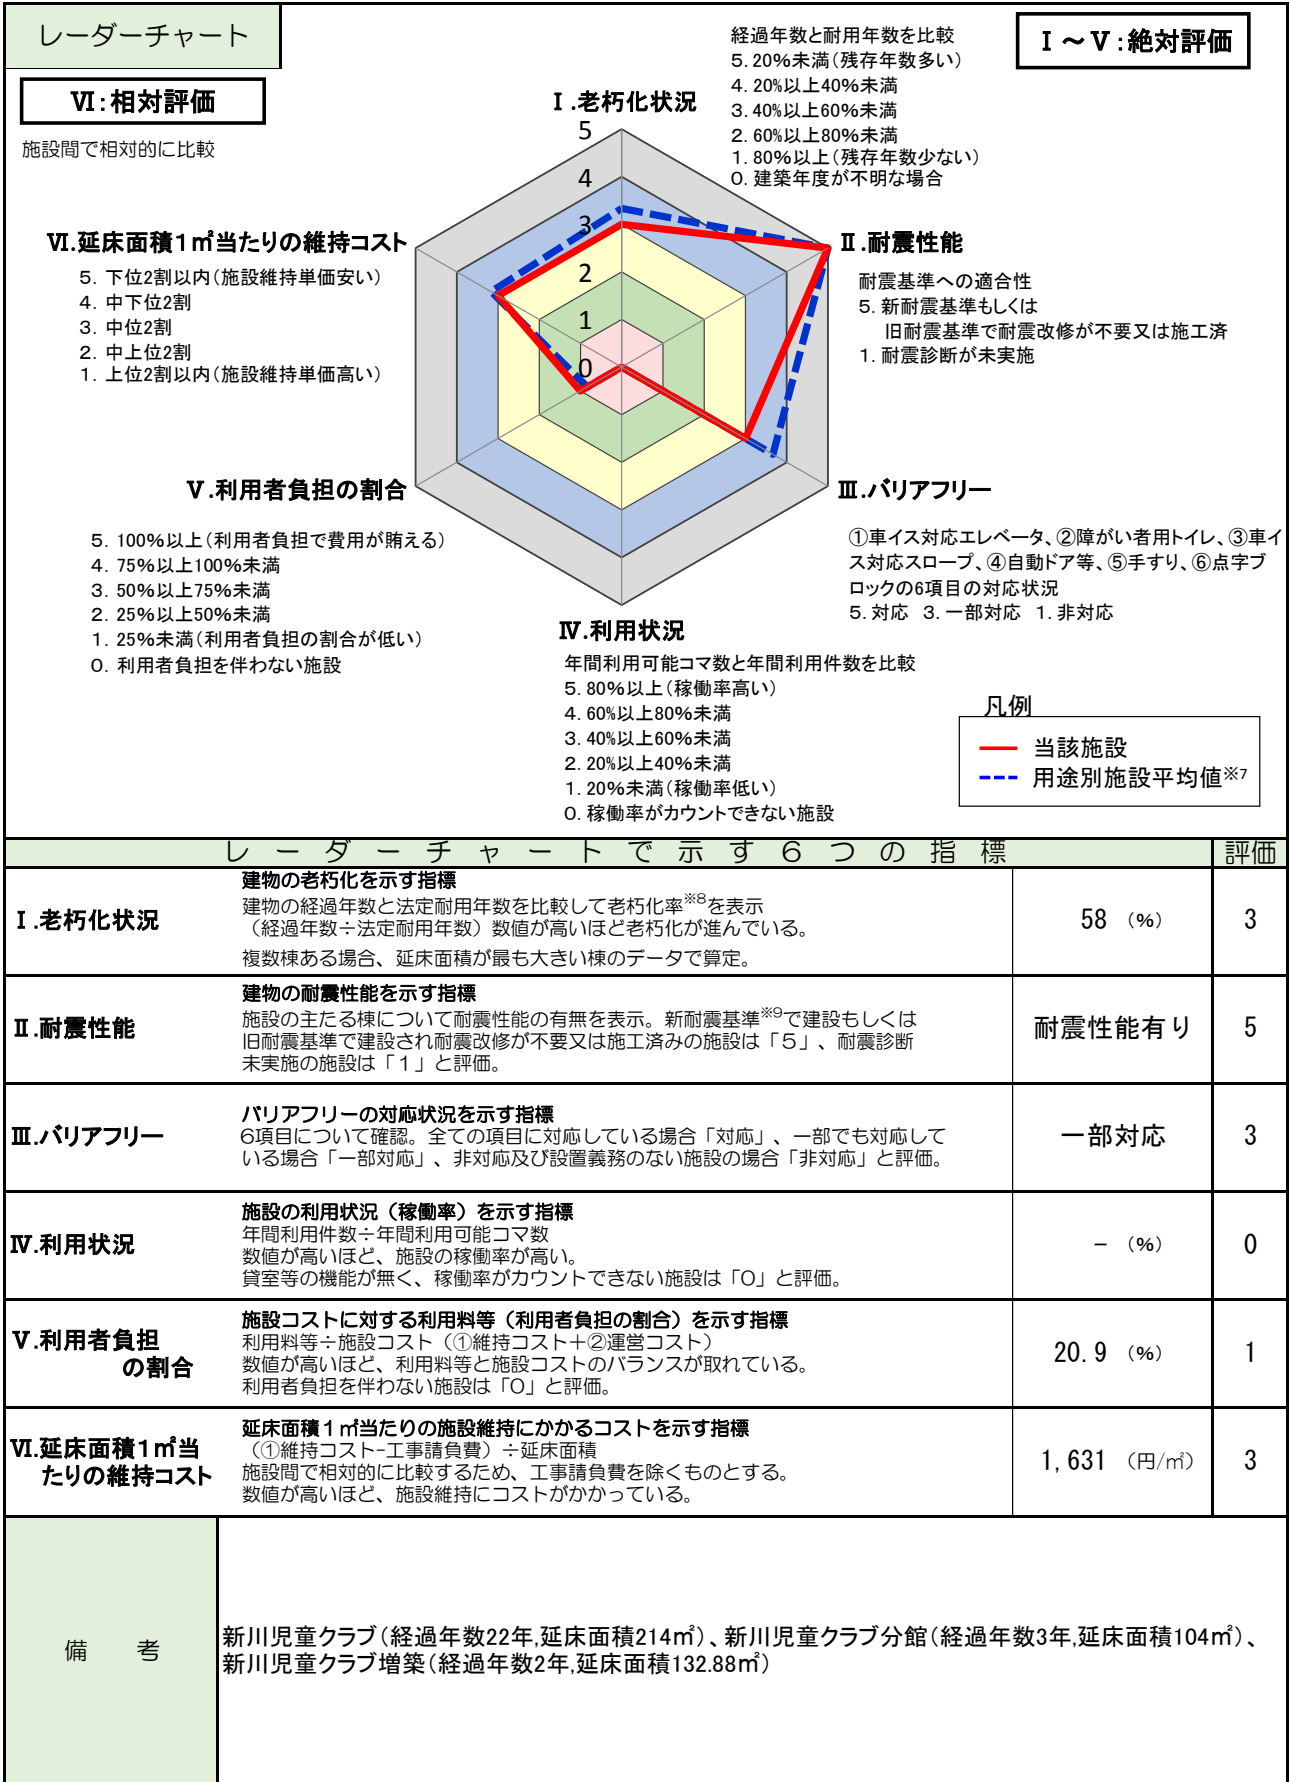 レーダーチャート
Ⅰ～Ⅴ:絶対評価
Ⅵ:相対評価
施設間で相対的に比較
経過年数と耐用年数を比較
5. 20%未満(残存年数多い)
4. 20%以上40%未満
3. 40%以上60%未満
2. 60%以上80%未満
1. 80%以上(残存年数少ない)
0. 建築年度が不明な場合
Ⅰ.老朽化状況
5
4
3
2
1
0
Ⅵ.延床面積1㎡当たりの維持コスト
5. 下位2割以内(施設維持単価安い)
4. 中下位2割
3. 中位2割
2. 中上位2割
1. 上位2割以内(施設維持単価高い)
Ⅱ.耐震性能
耐震基準への適合性
5. 新耐震基準もしくは
旧耐震基準で耐震改修が不要又は施工済
1. 耐震診断が未実施
Ⅴ.利用者負担の割合
5. 100%以上(利用者負担で費用が賄える)
4. 75%以上100%未満
3. 50%以上75%未満
2. 25%以上50%未満
1. 25%未満(利用者負担の割合が低い)
0. 利用者負担を伴わない施設
Ⅲ.バリアフリー
①車イス対応エレベータ、②障がい者用トイレ、③車イ
ス対応スロープ、④自動ドア等、⑤手すり、⑥点字ブ
ロックの6項目の対応状況
5. 対応 3. 一部対応 1. 非対応
Ⅳ.利用状況
年間利用可能コマ数と年間利用件数を比較
5. 80%以上(稼働率高い)
4. 60%以上80%未満
3. 40%以上60%未満
2. 20%以上40%未満
1. 20%未満(稼働率低い)
0. 稼働率がカウントできない施設
凡例
当該施設
用途別施設平均値※7
レーダーチャートで示す6つの指標 評価
Ⅰ.老朽化状況
建物の老朽化を示す指標
建物の経過年数と法定耐用年数を比較して老朽化率※8を表示
(経過年数÷法定耐用年数)数値が高いほど老朽化が進んでいる。
複数棟ある場合、延床面積が最も大きい棟のデータで算定。
58 (%) 3
Ⅱ.耐震性能
建物の耐震性能を示す指標
施設の主たる棟について耐震性能の有無を表示。新耐震基準※9で建設もしくは
旧耐震基準で建設され耐震改修が不要又は施工済みの施設は「5」、耐震診断
未実施の施設は「1」と評価。
耐震性能有り 5
Ⅲ.バリアフリー
バリアフリーの対応状況を示す指標
6項目について確認。全ての項目に対応している場合「対応」、一部でも対応して
いる場合「一部対応」、非対応及び設置義務のない施設の場合「非対応」と評価。
一部対応 3
Ⅳ.利用状況
施設の利用状況(稼働率)を示す指標
年間利用件数÷年間利用可能コマ数
数値が高いほど、施設の稼働率が高い。
貸室等の機能が無く、稼働率がカウントできない施設は「0」と評価。
－ (%) 0
Ⅴ.利用者負担
の割合
施設コストに対する利用料等(利用者負担の割合)を示す指標
利用料等÷施設コスト(①維持コスト＋②運営コスト)
数値が高いほど、利用料等と施設コストのバランスが取れている。
利用者負担を伴わない施設は「0」と評価。
20.9 (%) 1
Ⅵ.延床面積1㎡当
たりの維持コスト
延床面積1㎡当たりの施設維持にかかるコストを示す指標
(①維持コスト-工事請負費)÷延床面積
施設間で相対的に比較するため、工事請負費を除くものとする。
数値が高いほど、施設維持にコストがかかっている。
1,631 (円/㎡) 3
備 考
新川児童クラブ(経過年数22年,延床面積214㎡)、新川児童クラブ分館(経過年数3年,延床面積104㎡)、
新川児童クラブ増築(経過年数2年,延床面積132.88㎡)